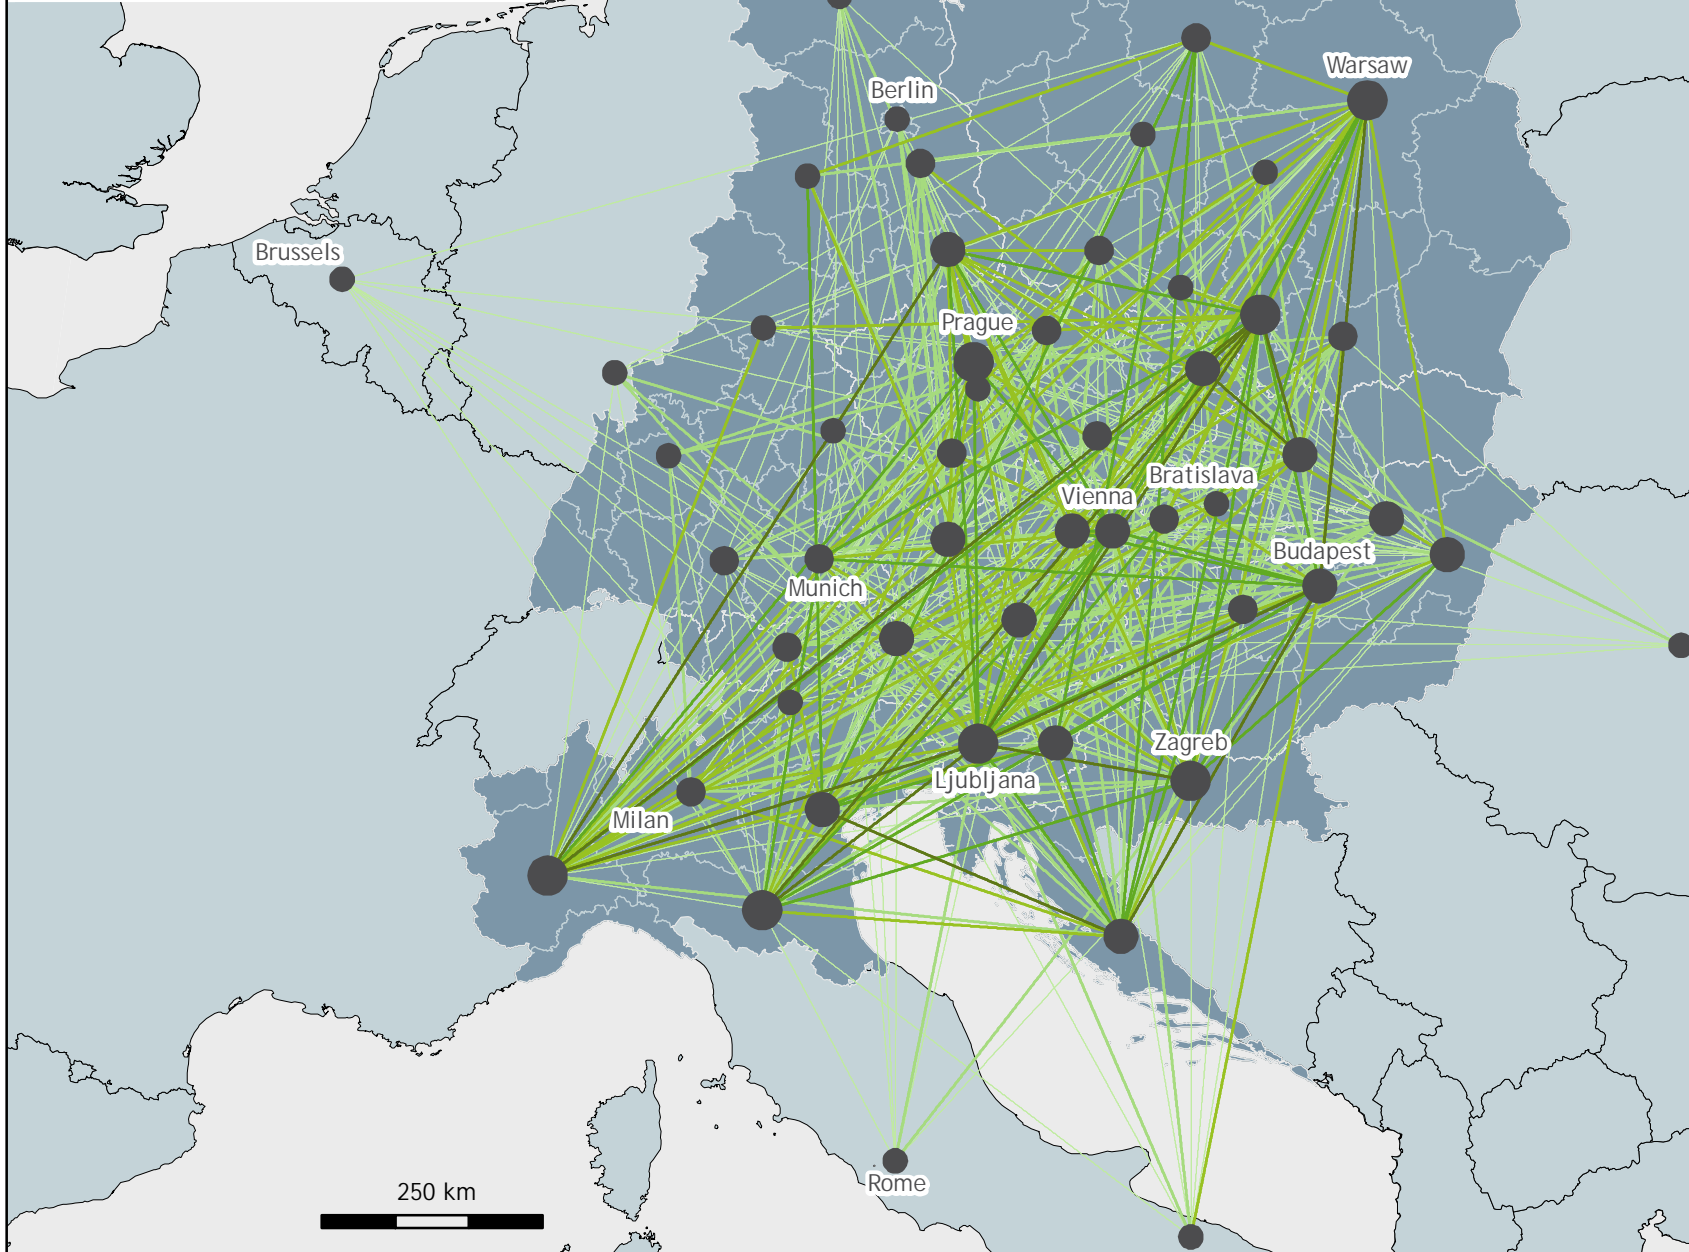 Warsaw
Berlin
Brussels
Prague
Bratislava
Vienna
Budapest
Munich
Zagreb
Ljubljana
Milan
Rome
250 km